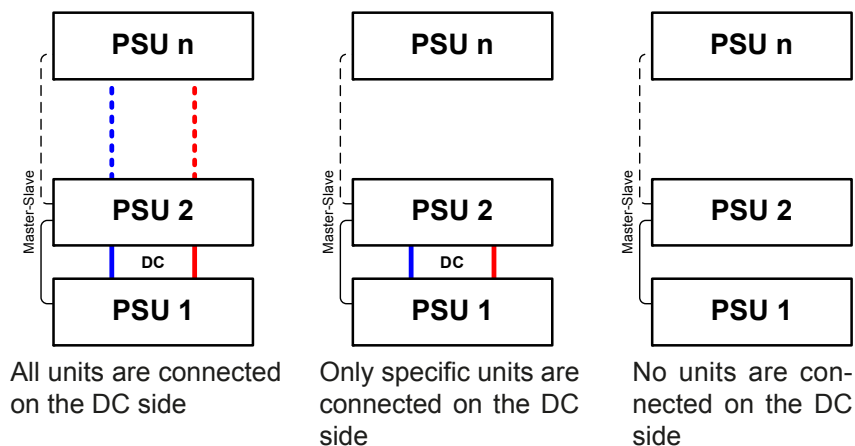 PSU n
Master-Slave
PSU 2
DC
PSU 1
All units are connected
on the DC side
PSU n
Master-Slave
PSU 2
DC
PSU 1
Only specific units are
connected on the DC
side
PSU n
Master-Slave
PSU 2
PSU 1
No units are con-
nected on the DC
side